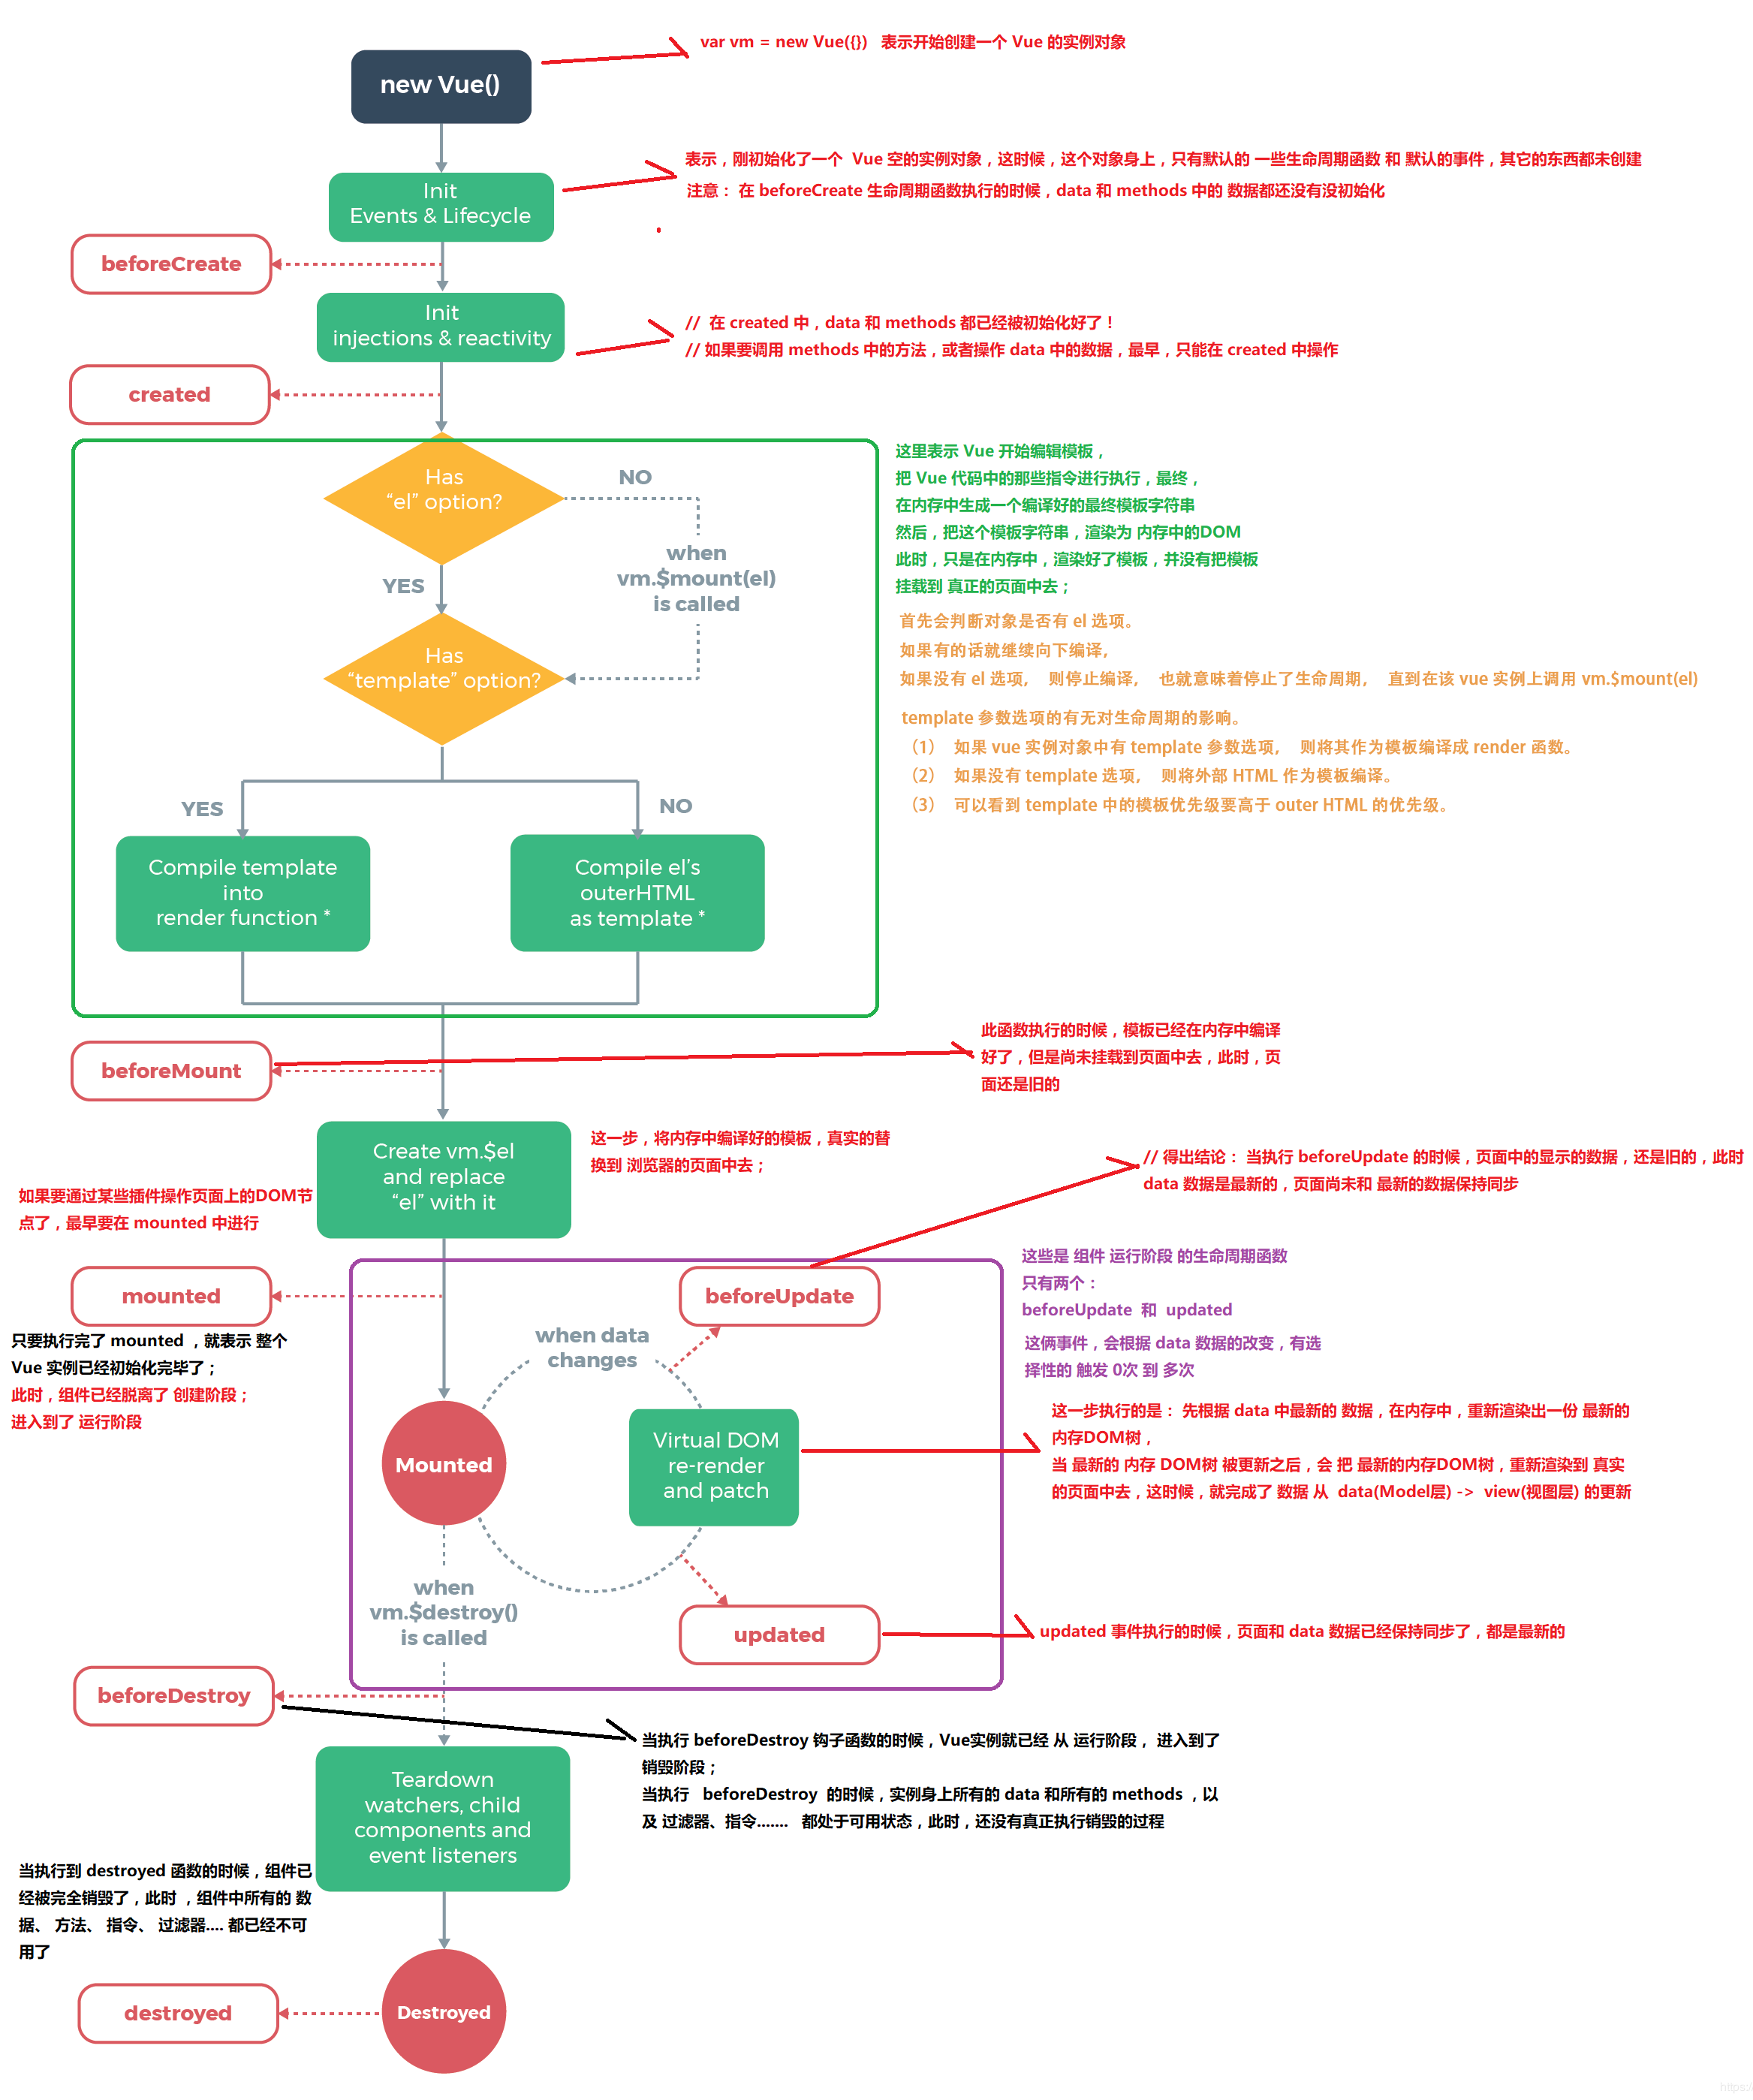 var vm = new Vue({}) 表示开始创建一个 Vue 的实例对象
new Vue()
表示，刚初始化了一个 Vue 空的实例对象，这时候，这个对象身上，只有默认的 一些生命周期函数 和 默认的事件，其它的东西都未创建
注意： 在 beforeCreate 生命周期函数执行的时候，data 和 methods 中的 数据都还没有没初始化
Init
Events & Lifecycle
beforeCreate
Init
injections & reactivity
// 在 created 中，data 和 methods 都已经被初始化好了！
// 如果要调用 methods 中的方法，或者操作 data 中的数据，最早，只能在 created 中操作
created
Has
“el” option?
NO
when
vm.$mount(el)
is called
YES
Has
“template” option?
这里表示 Vue 开始编辑模板，
把 Vue 代码中的那些指令进行执行，最终，
在内存中生成一个编译好的最终模板字符串
然后，把这个模板字符串，渲染为 内存中的DOM
此时，只是在内存中，渲染好了模板，并没有把模板
挂载到 真正的页面中去；
首先会判断对象是否有 el 选项。
如果有的话就继续向下编译，
如果没有 el 选项， 则停止编译， 也就意味着停止了生命周期， 直到在该 vue 实例上调用 vm.$mount(el)
template 参数选项的有无对生命周期的影响。
（1） 如果 vue 实例对象中有 template 参数选项， 则将其作为模板编译成 render 函数。
（2） 如果没有 template 选项， 则将外部 HTML 作为模板编译。
（3） 可以看到 template 中的模板优先级要高于 outer HTML 的优先级。
YES
NO
Compile template
into
render function *
Compile el’s
outerHTML
as template *
beforeMount
此函数执行的时候，模板已经在内存中编译
好了，但是尚未挂载到页面中去，此时，页
面还是旧的
Create vm.$el
and replace
“el” with it
这一步，将内存中编译好的模板，真实的替
换到 浏览器的页面中去；
// 得出结论： 当执行 beforeUpdate 的时候，页面中的显示的数据，还是旧的，此时
data 数据是最新的，页面尚未和 最新的数据保持同步
如果要通过某些插件操作页面上的DOM节
点了，最早要在 mounted 中进行
mounted
beforeUpdate
这些是 组件 运行阶段 的生命周期函数
只有两个：
beforeUpdate 和 updated
这俩事件，会根据 data 数据的改变，有选
择性的 触发 0次 到 多次
只要执行完了 mounted ，就表示 整个
Vue 实例已经初始化完毕了；
此时，组件已经脱离了 创建阶段；
进入到了 运行阶段
when data
changes
Mounted
Virtual DOM
re-render
and patch
这一步执行的是： 先根据 data 中最新的 数据，在内存中，重新渲染出一份 最新的
内存DOM树，
当 最新的 内存 DOM树 被更新之后，会 把 最新的内存DOM树，重新渲染到 真实
的页面中去，这时候，就完成了 数据 从 data(Model层) -> view(视图层) 的更新
when
vm.$destroy()
is called
updated
updated 事件执行的时候，页面和 data 数据已经保持同步了，都是最新的
beforeDestroy
当执行 beforeDestroy 钩子函数的时候，Vue实例就已经 从 运行阶段， 进入到了
销毁阶段；
当执行 beforeDestroy 的时候，实例身上所有的 data 和所有的 methods ，以
及 过滤器、指令....... 都处于可用状态，此时，还没有真正执行销毁的过程
Teardown
watchers, child
components and
event listeners
当执行到 destroyed 函数的时候，组件已
经被完全销毁了，此时 ，组件中所有的 数
据、 方法、 指令、 过滤器.... 都已经不可
用了
destroyed
Destroyed